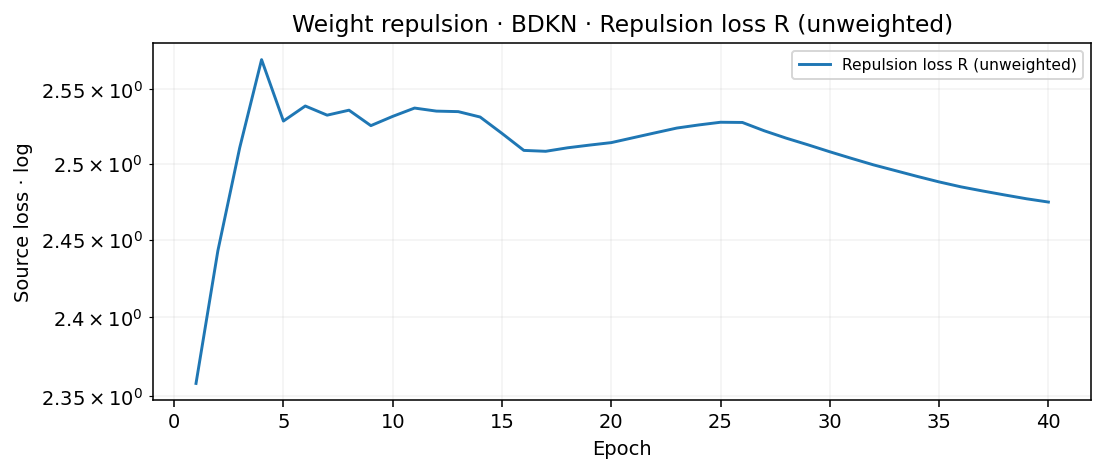 Weight repulsion · BDKN · Repulsion loss R (unweighted)
Repulsion loss R (unweighted)
Source loss · log
2.55 × 10⁰
2.5 × 10⁰
2.45 × 10⁰
2.4 × 10⁰
2.35 × 10⁰
0 5 10 15 20 25 30 35 40
Epoch